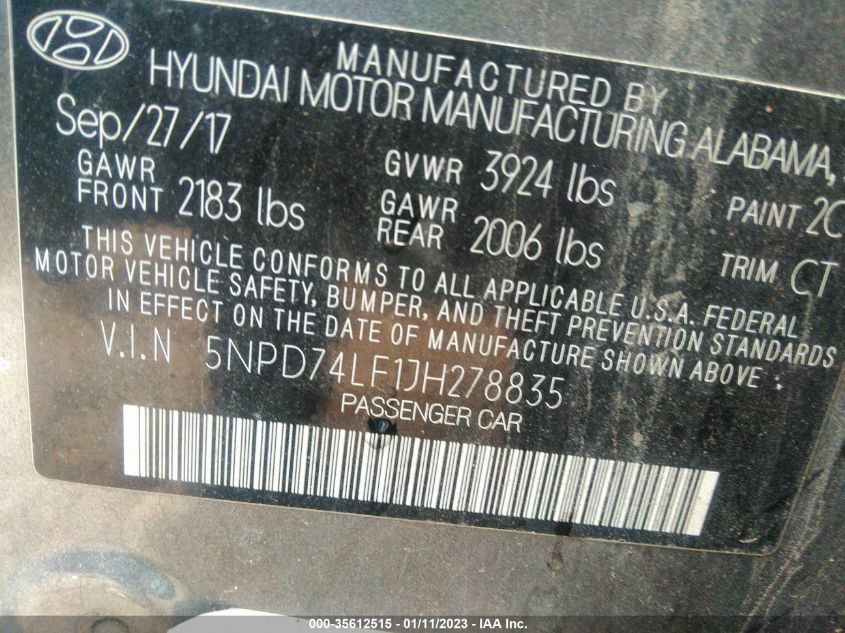 MANUFACTURED BY
HYUNDAI MOTOR MANUFACTURING ALABAMA,
Sep/27/17
GAWR FRONT 2183 lbs
GVWR 3924 lbs
PAINT 2C
GAWR REAR 2006 lbs
TRIM CT
THIS VEHICLE CONFORMS TO ALL APPLICABLE U.S.A. FEDERAL
MOTOR VEHICLE SAFETY, BUMPER, AND THEFT PREVENTION STANDARDS
IN EFFECT ON THE DATE OF MANUFACTURE SHOWN ABOVE :
V.I.N 5NPD74LF1JH278835
PASSENGER CAR
000-35612515 - 01/11/2023 - IAA Inc.